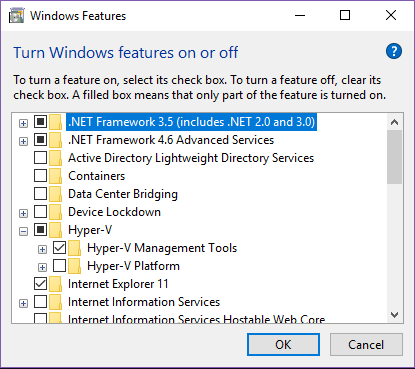 Windows Features
Turn Windows features on or off
?
To turn a feature on, select its check box. To turn a feature off, clear its
check box. A filled box means that only part of the feature is turned on.
.NET Framework 3.5 (includes .NET 2.0 and 3.0)
.NET Framework 4.6 Advanced Services
Active Directory Lightweight Directory Services
Containers
Data Center Bridging
Device Lockdown
Hyper-V
Hyper-V Management Tools
Hyper-V Platform
Internet Explorer 11
Internet Information Services
Internet Information Services Hostable Web Core
OK
Cancel